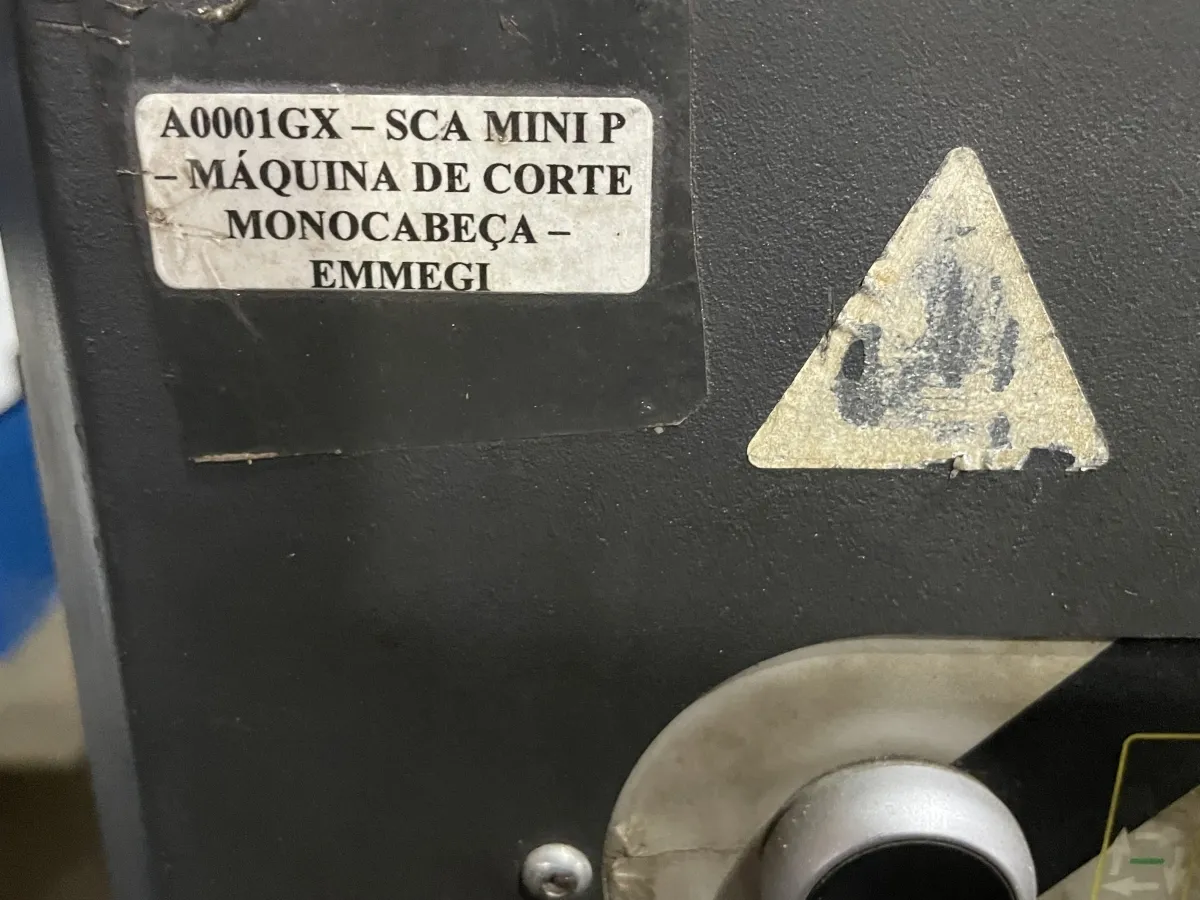 A0001GX – SCA MINI P
– MÁQUINA DE CORTE
MONOCABEÇA –
EMMEGI